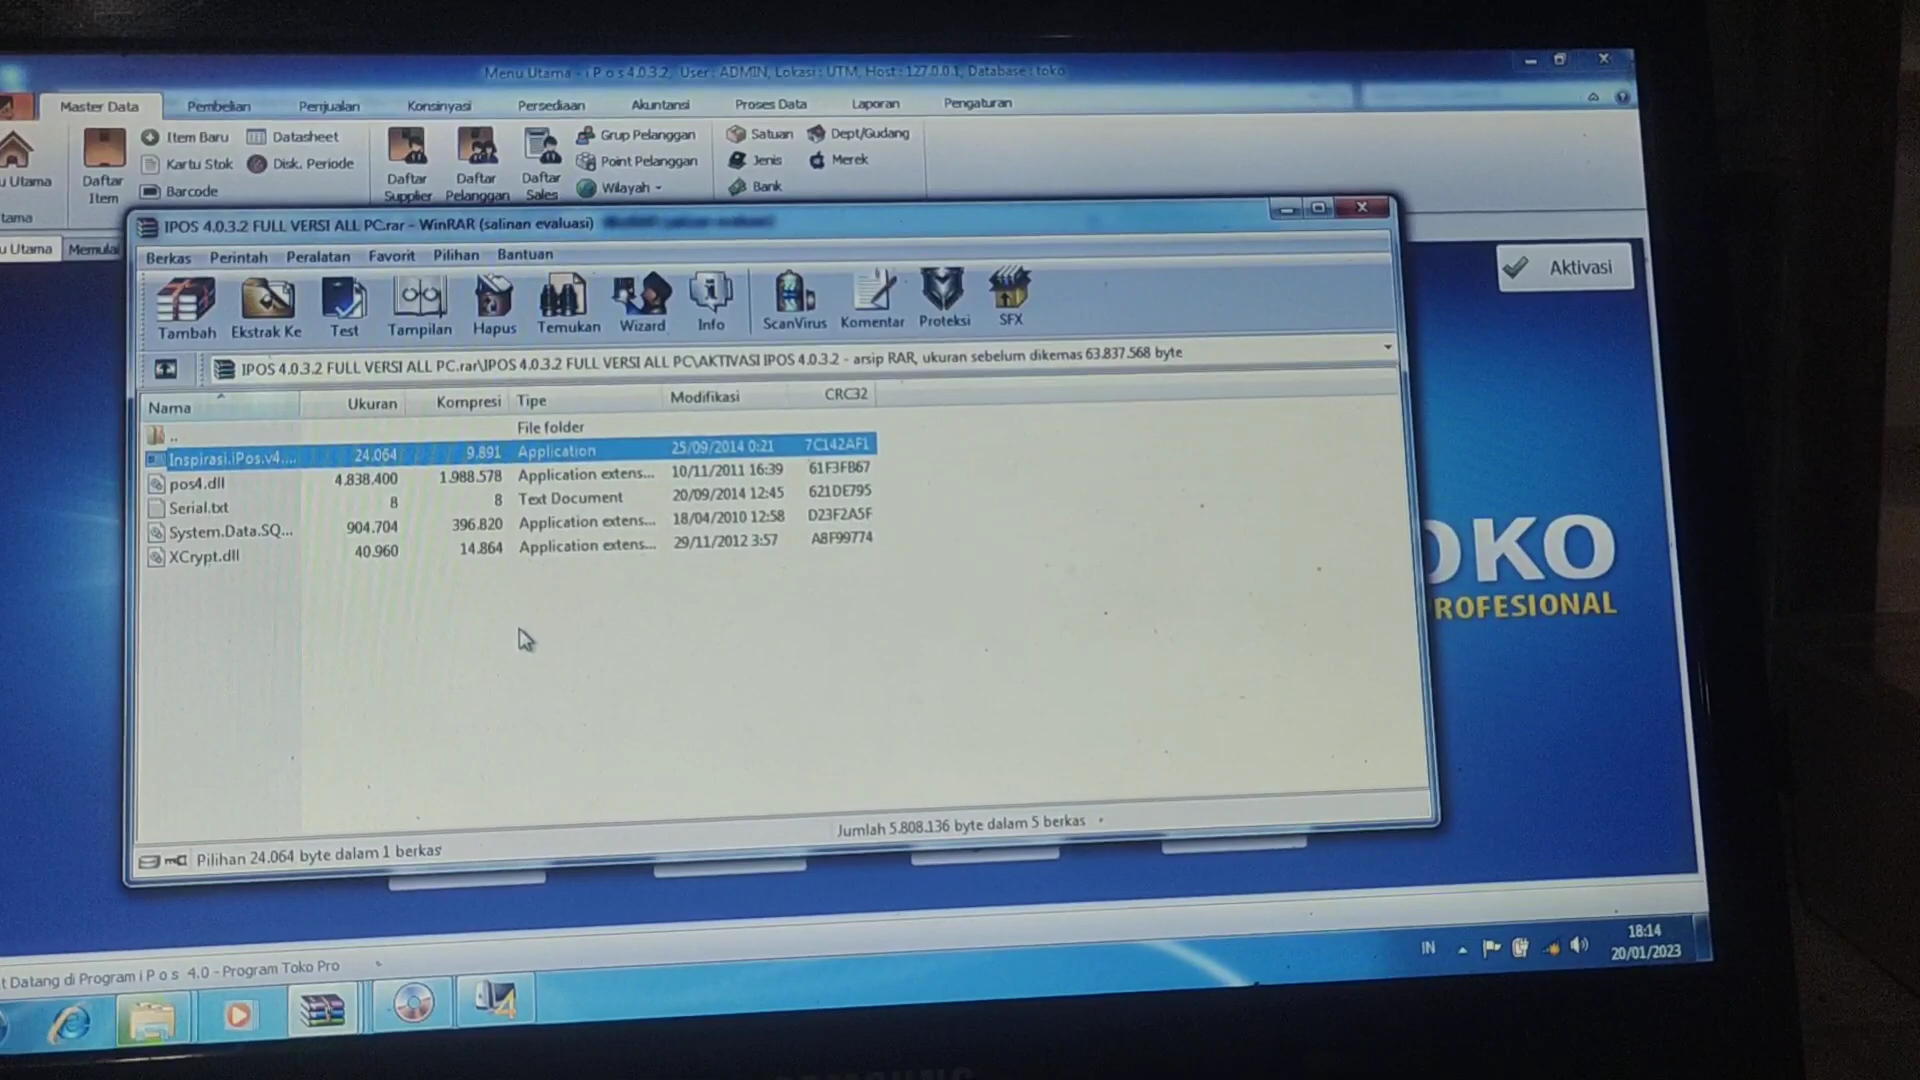 Menu Utama - i P o s 4.0.3.2, User : ADMIN, Lokasi : UTM, Host : 127.0.0.1, Database : toko
Master Data Pembelian Penjualan Konsinyasi Persediaan Akuntansi Proses Data Laporan Pengaturan
Item Baru Datasheet Grup Pelanggan Satuan Dept/Gudang
Kartu Stok Disk. Periode Point Pelanggan Jenis Merek
Barcode Wilayah Bank
u Utama Daftar Item Daftar Supplier Daftar Pelanggan Daftar Sales
tama
u Utama Memulai
Aktivasi
IPOS 4.0.3.2 FULL VERSI ALL PC.rar - WinRAR (salinan evaluasi)
Berkas Perintah Peralatan Favorit Pilihan Bantuan
Tambah Ekstrak Ke Test Tampilan Hapus Temukan Wizard Info ScanVirus Komentar Proteksi SFX
IPOS 4.0.3.2 FULL VERSI ALL PC.rar\IPOS 4.0.3.2 FULL VERSI ALL PC\AKTIVASI IPOS 4.0.3.2 - arsip RAR, ukuran sebelum dikemas 63.837.568 byte
Nama Ukuran Kompresi Tipe Modifikasi CRC32
.. File folder
Inspirasi.iPos.v4.... 24.064 9.891 Application 25/09/2014 0:21 7C142AF1
pos4.dll 4.838.400 1.988.578 Application extens... 10/11/2011 16:39 61F3FB67
Serial.txt 8 8 Text Document 20/09/2014 12:45 621DE795
System.Data.SQ... 904.704 396.820 Application extens... 18/04/2010 12:58 D23F2A5F
XCrypt.dll 40.960 14.864 Application extens... 29/11/2012 3:57 A8F99774
OKO
ROFESIONAL
Pilihan 24.064 byte dalam 1 berkas Jumlah 5.808.136 byte dalam 5 berkas
t Datang di Program i P o s 4.0 - Program Toko Pro
IN 18:14
20/01/2023